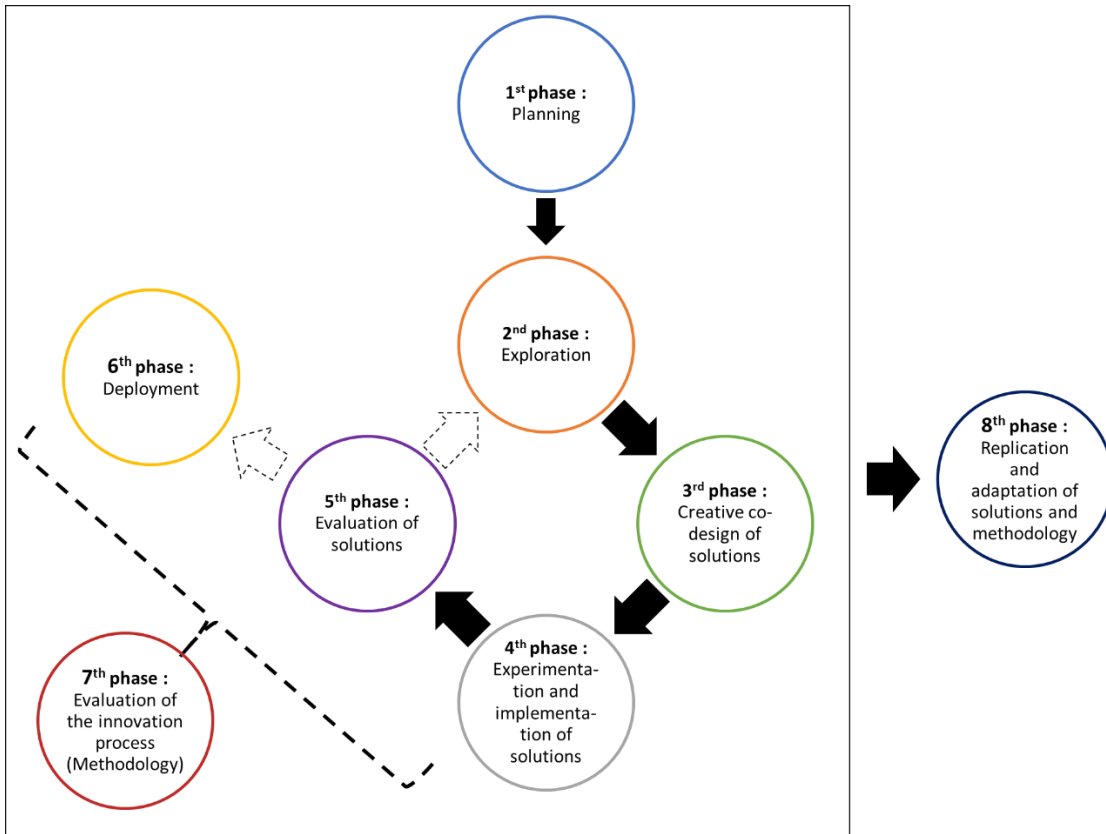 1st phase :
Planning
2nd phase :
Exploration
3rd phase :
Creative co-
design of
solutions
4th phase :
Experimenta-
tion and
implementa-
tion of
solutions
5th phase :
Evaluation of
solutions
6th phase :
Deployment
7th phase :
Evaluation of
the innovation
process
(Methodology)
8th phase :
Replication
and
adaptation of
solutions and
methodology